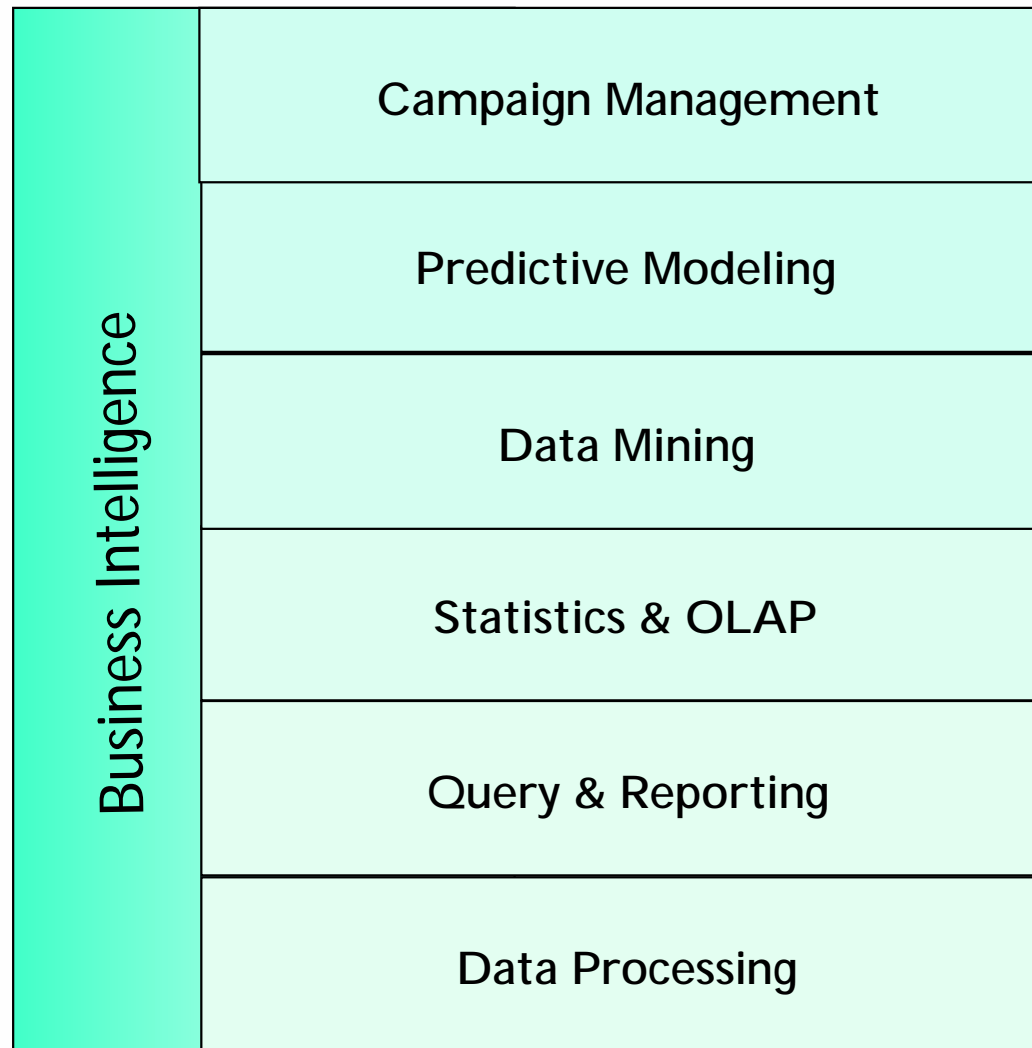 Business Intelligence
Campaign Management
Predictive Modeling
Data Mining
Statistics & OLAP
Query & Reporting
Data Processing